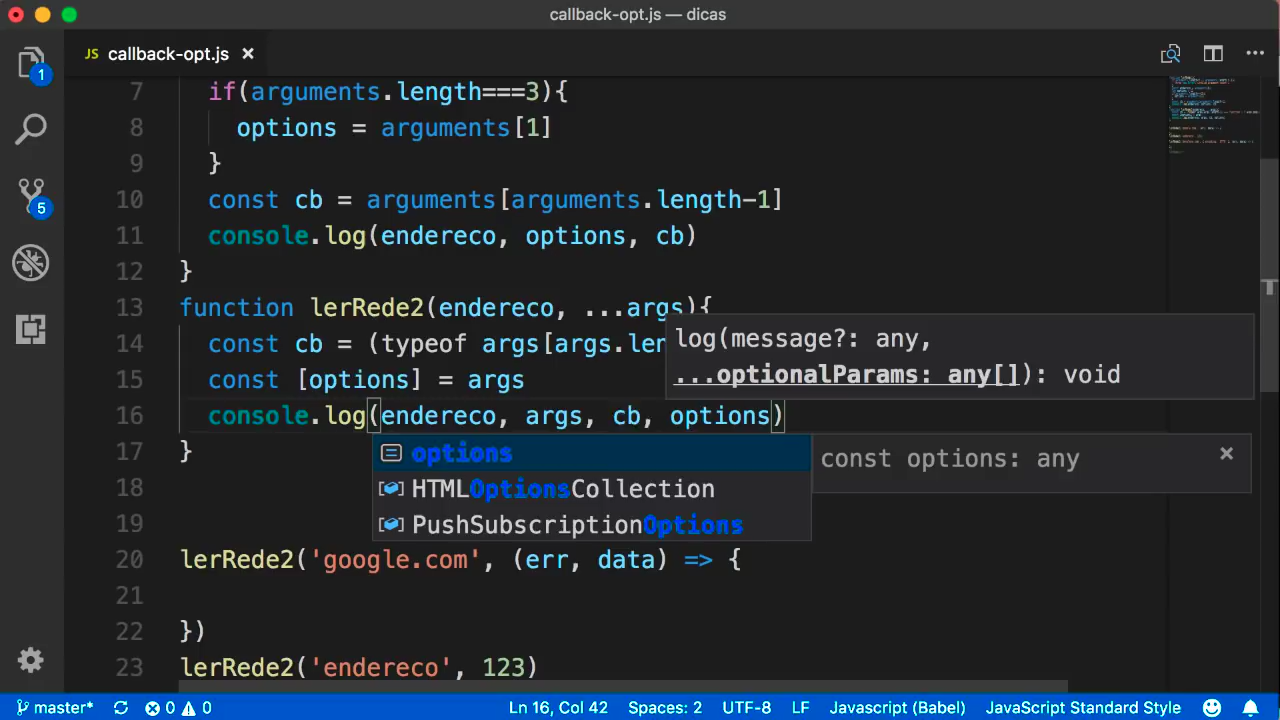 callback-opt.js — dicas
JS callback-opt.js ×
1
5
7 if(arguments.length===3){
8 options = arguments[1]
9 }
10 const cb = arguments[arguments.length-1]
11 console.log(endereco, options, cb)
12 }
13 function lerRede2(endereco, ...args){
14 const cb = (typeof args[args.len
log(message?: any,
15 const [options] = args
...optionalParams: any[]): void
16 console.log(endereco, args, cb, options)
17 }
options
const options: any ×
18
HTMLOptionsCollection
19
PushSubscriptionOptions
20 lerRede2('google.com', (err, data) => {
21
22 })
23 lerRede2('endereco', 123)
master* 0 0 Ln 16, Col 42 Spaces: 2 UTF-8 LF Javascript (Babel) JavaScript Standard Style